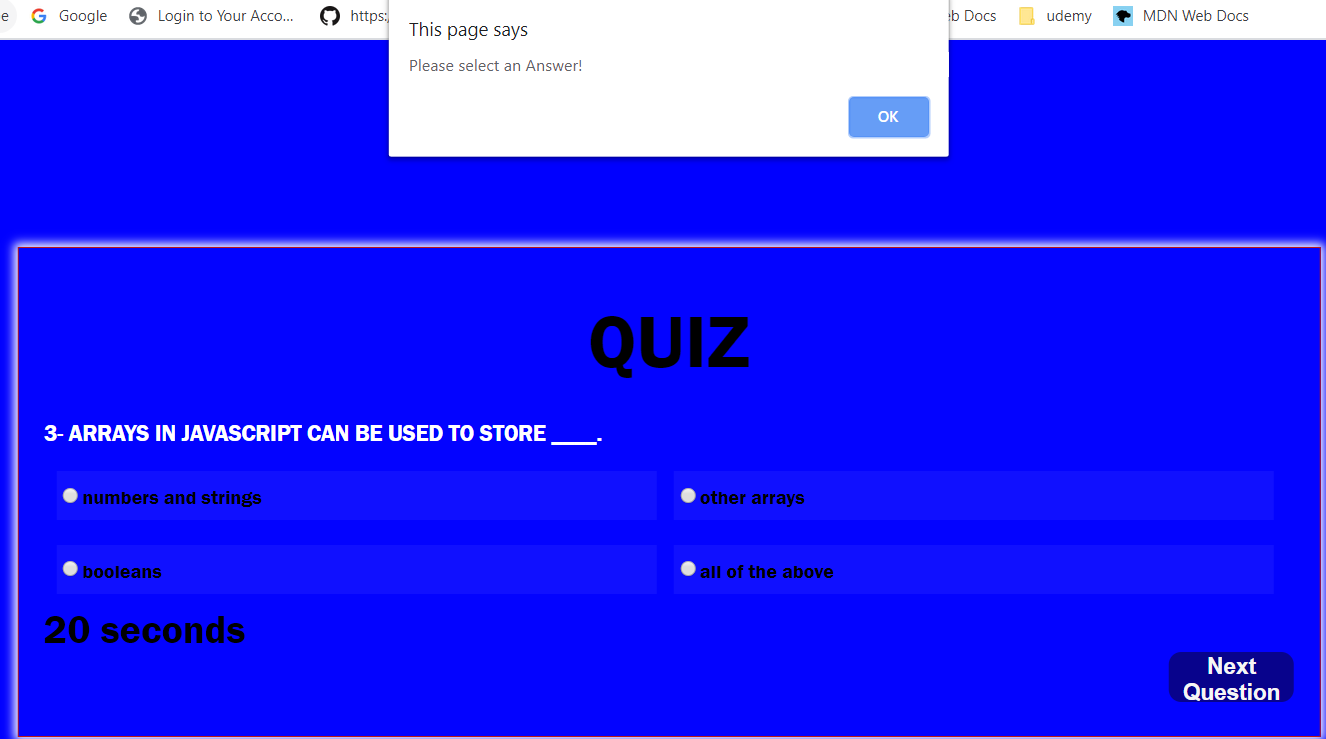 e Google Login to Your Acco... https: eb Docs udemy MDN Web Docs
This page says
Please select an Answer!
OK
QUIZ
3- ARRAYS IN JAVASCRIPT CAN BE USED TO STORE ____.
numbers and strings other arrays
booleans all of the above
20 seconds
Next
Question